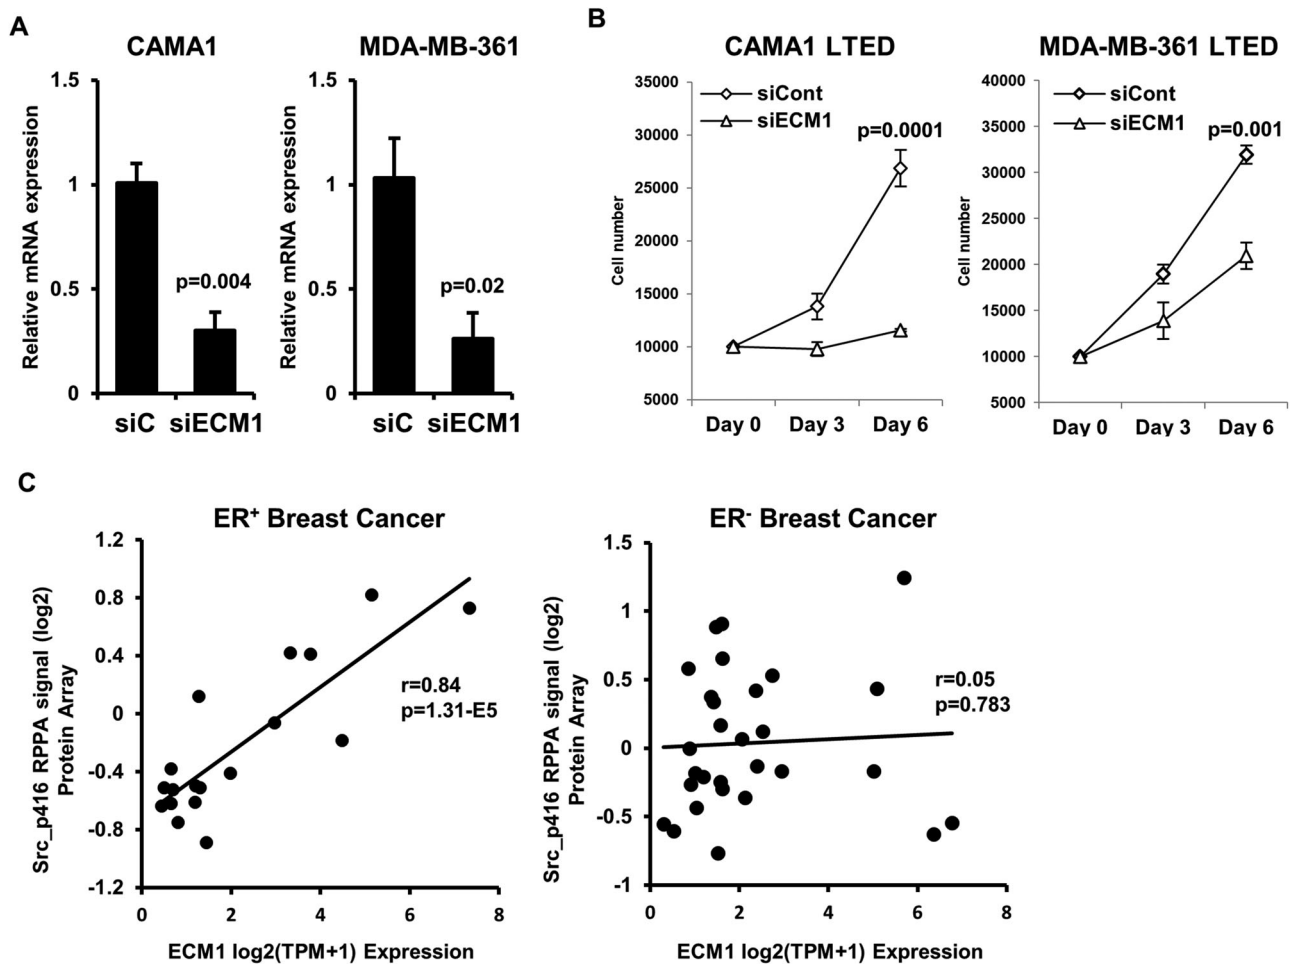 A
CAMA1
MDA-MB-361
Relative mRNA expression
1.5
1
0.5
0
p=0.004
siC siECM1
Relative mRNA expression
1.5
1
0.5
0
p=0.02
siC siECM1
B
CAMA1 LTED
MDA-MB-361 LTED
Cell number
35000
30000
25000
20000
15000
10000
5000
siCont
siECM1
p=0.0001
Day 0 Day 3 Day 6
Cell number
40000
35000
30000
25000
20000
15000
10000
5000
siCont
siECM1
p=0.001
Day 0 Day 3 Day 6
C
ER+ Breast Cancer
Src_p416 RPPA signal (log2)
Protein Array
1.2
0.8
0.4
0
-0.4
-0.8
-1.2
r=0.84
p=1.31-E5
0 2 4 6 8
ECM1 log2(TPM+1) Expression
ER- Breast Cancer
Src_p416 RPPA signal (log2)
Protein Array
1.5
1
0.5
0
-0.5
-1
r=0.05
p=0.783
0 2 4 6 8
ECM1 log2(TPM+1) Expression